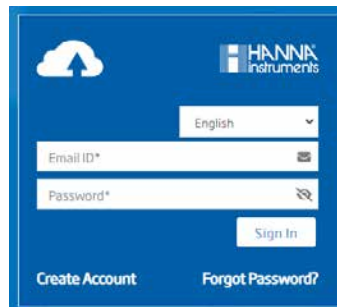 HANNA
instruments
English
Email ID*
Password*
Sign In
Create Account Forgot Password?